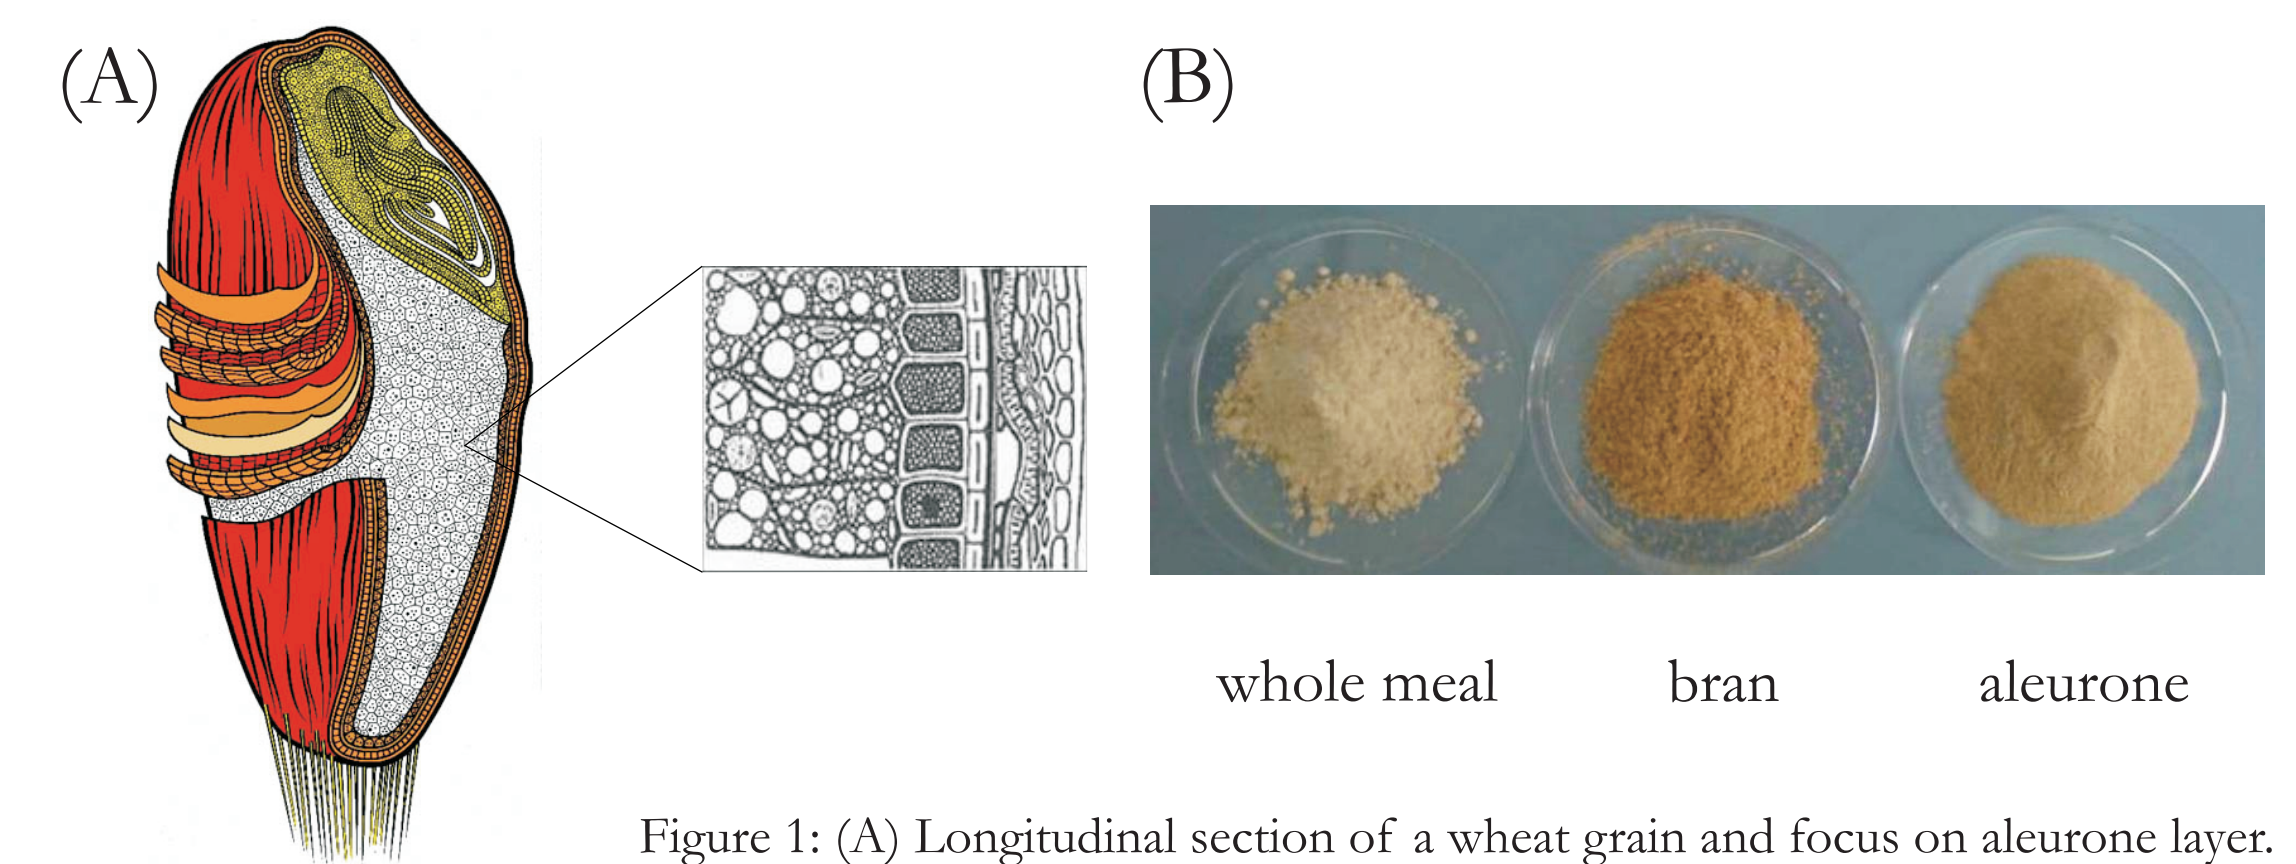 (A)
(B)
whole meal
bran
aleurone
Figure 1: (A) Longitudinal section of a wheat grain and focus on aleurone layer.